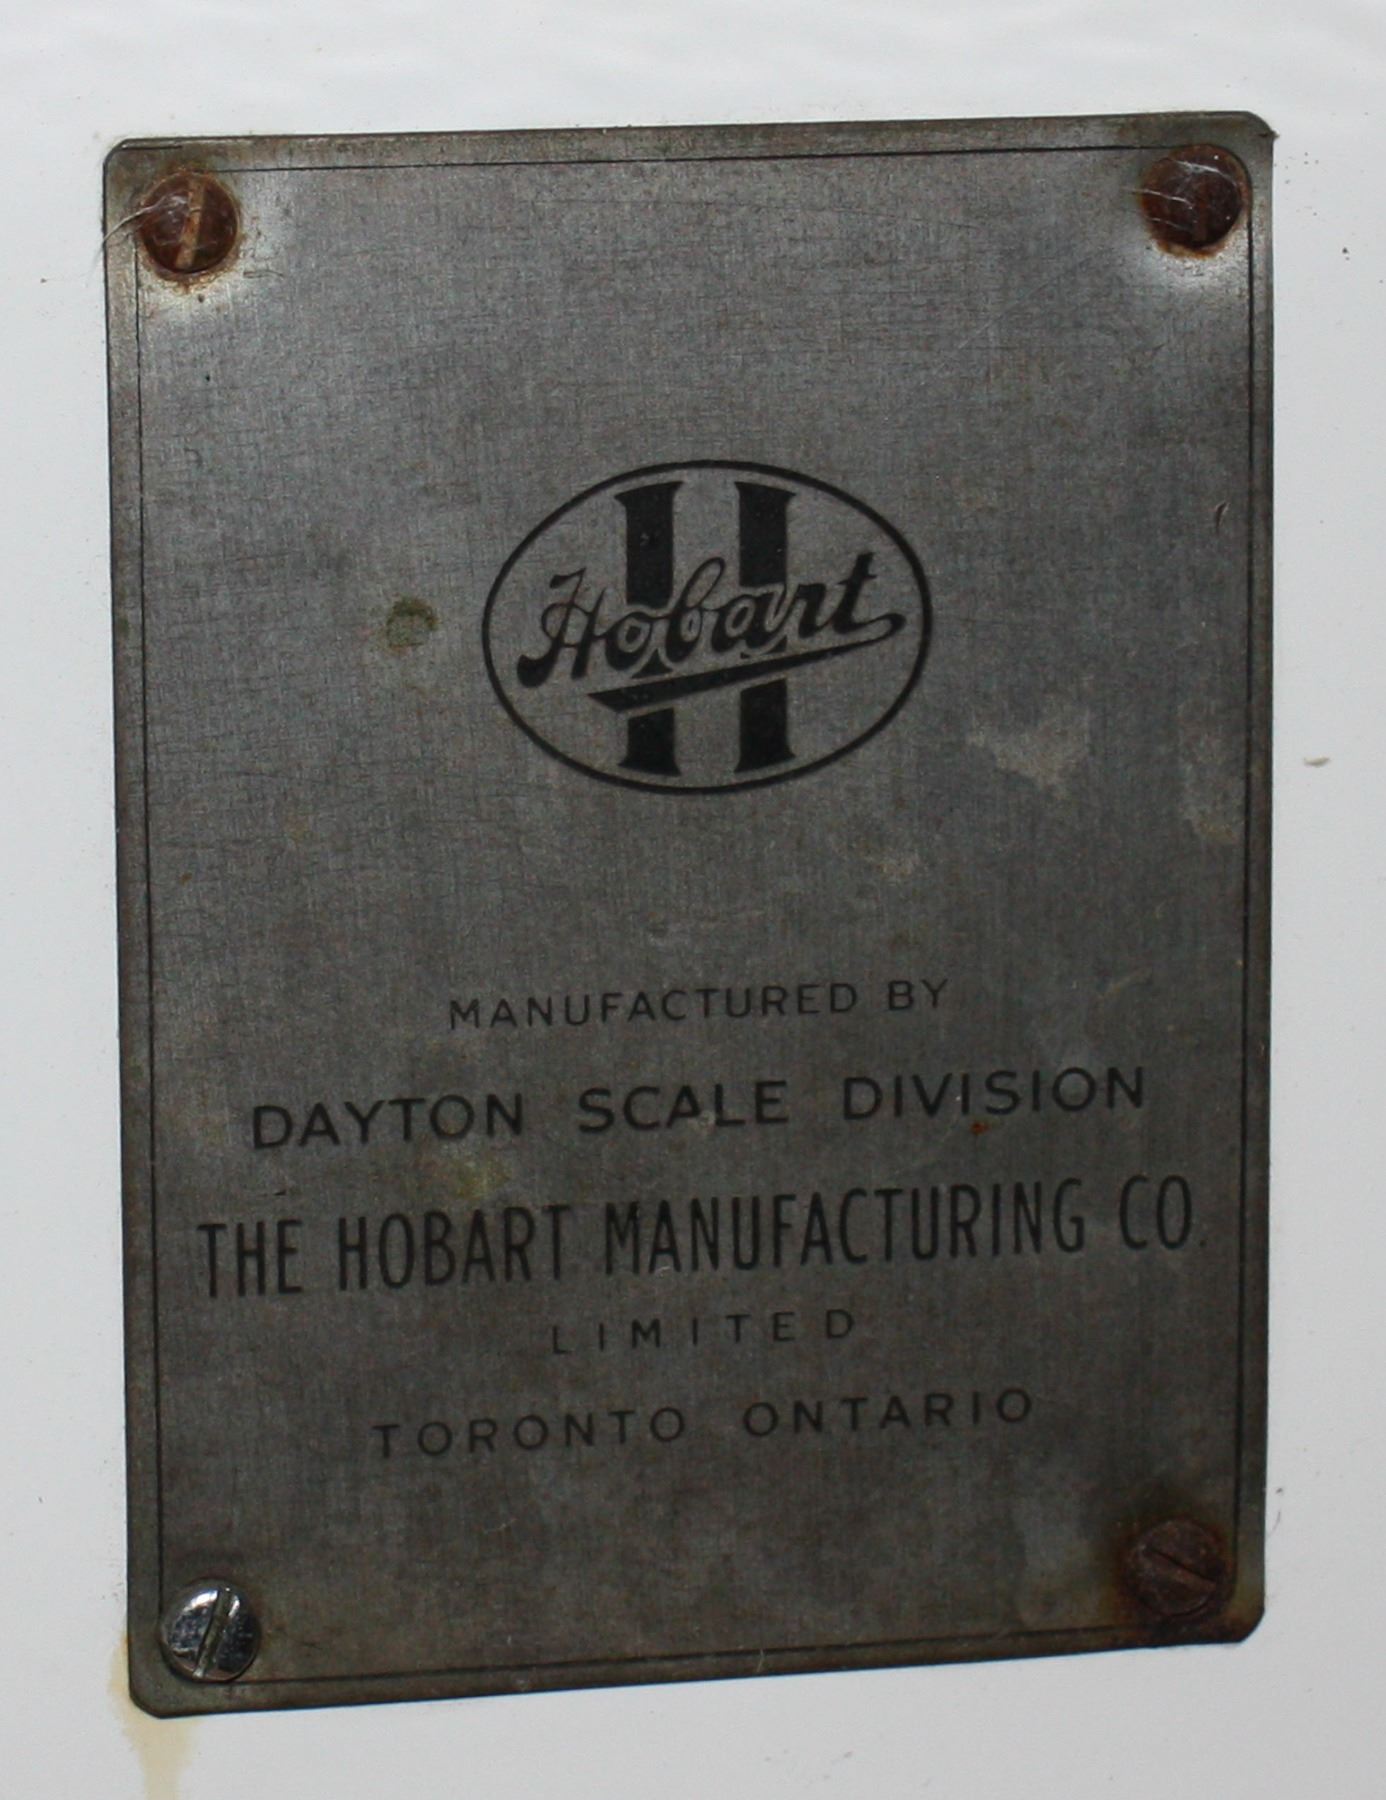 H
Hobart
MANUFACTURED BY
DAYTON SCALE DIVISION
THE HOBART MANUFACTURING CO.
LIMITED
TORONTO ONTARIO